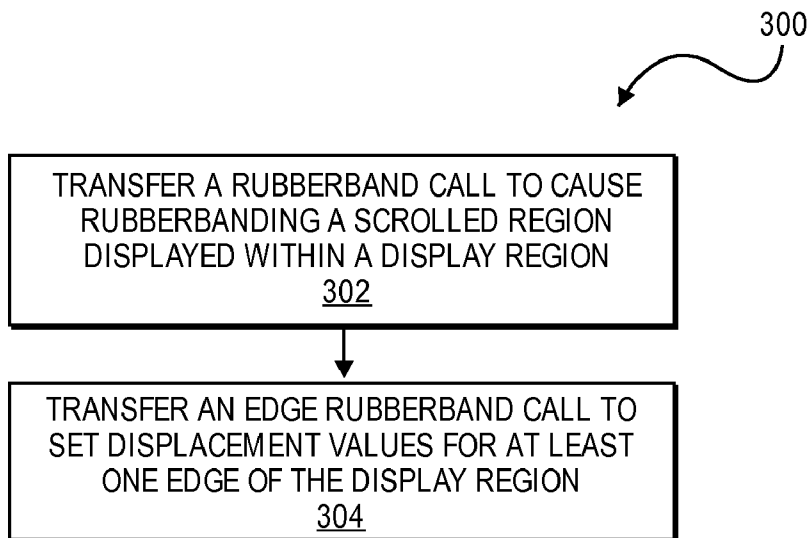 300
TRANSFER A RUBBERBAND CALL TO CAUSE
RUBBERBANDING A SCROLLED REGION
DISPLAYED WITHIN A DISPLAY REGION
302
TRANSFER AN EDGE RUBBERBAND CALL TO
SET DISPLACEMENT VALUES FOR AT LEAST
ONE EDGE OF THE DISPLAY REGION
304